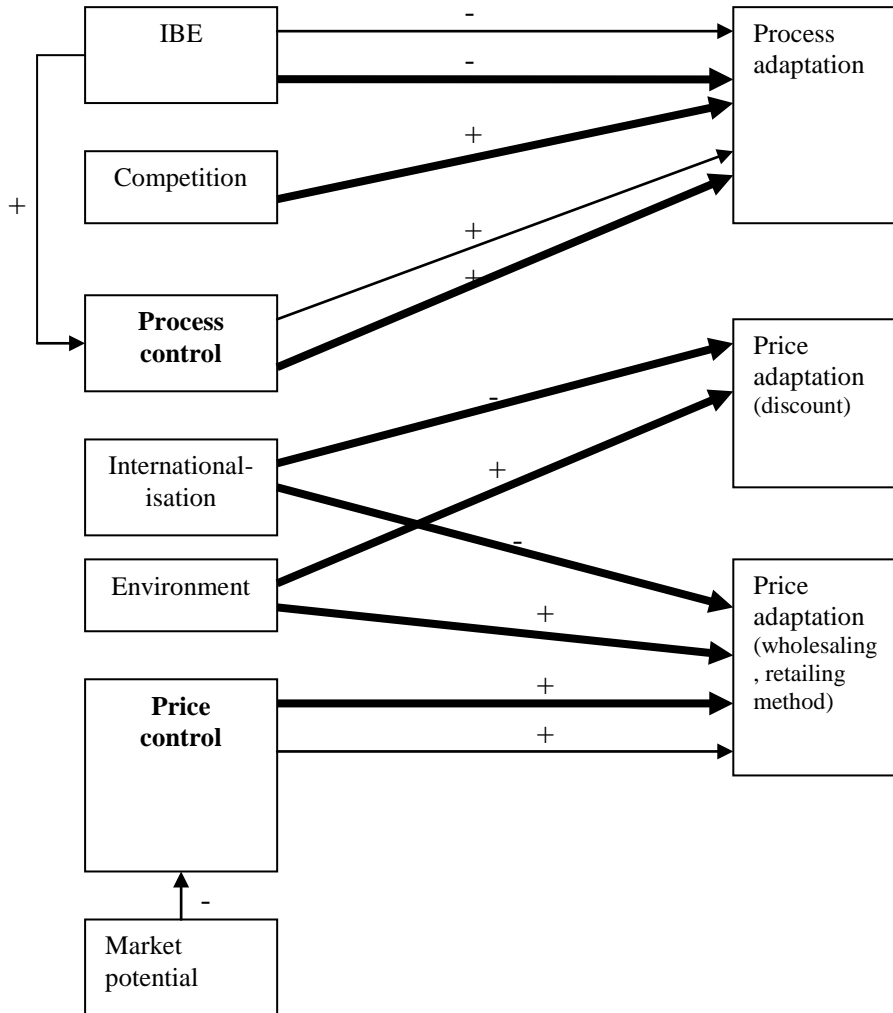 IBE
-
-
Process
adaptation
Competition
+
+
+
+
Process
control
Price
adaptation
(discount)
-
International-
isation
+
-
Environment
+
Price
adaptation
(wholesaling
, retailing
method)
Price
control
+
+
-
Market
potential